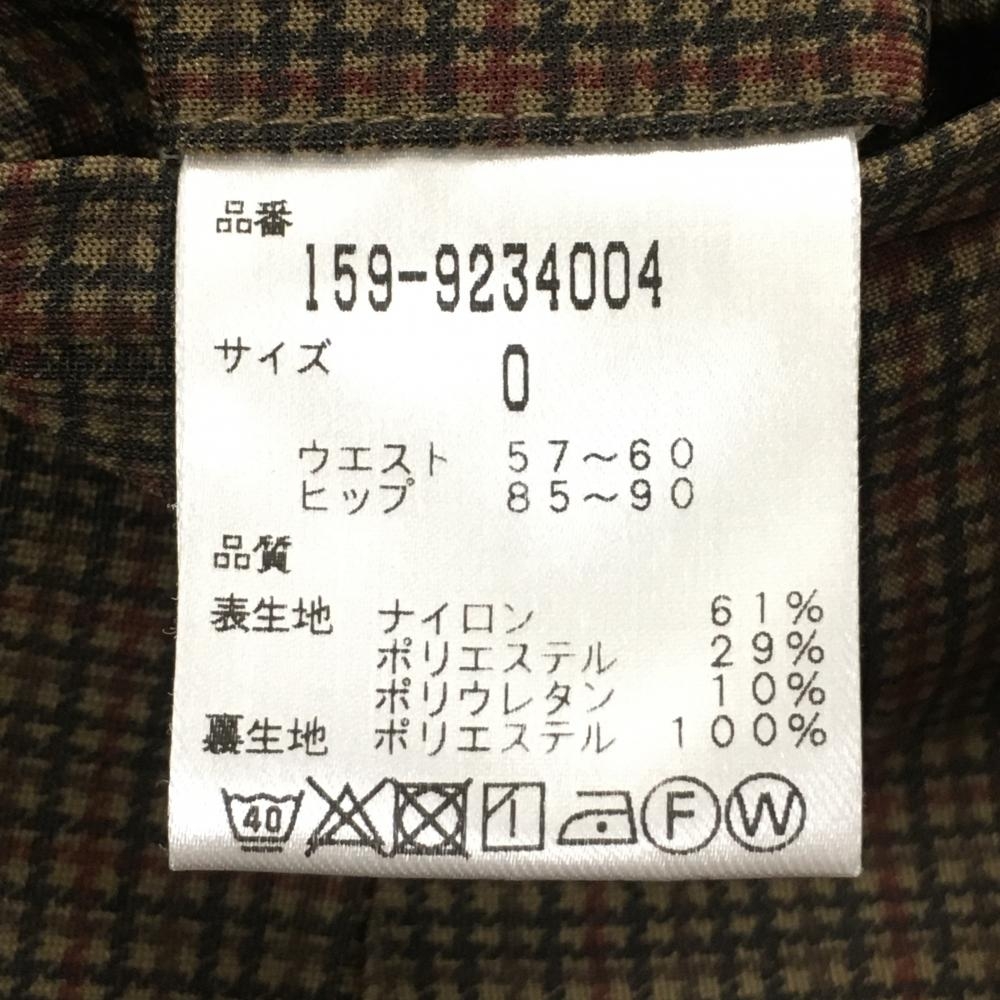 品番
159-9234004
サイズ 0
ウエスト 57～60
ヒップ 85～90
品質
表生地 ナイロン 61%
ポリエステル 29%
ポリウレタン 10%
裏生地 ポリエステル 100%
40 F W